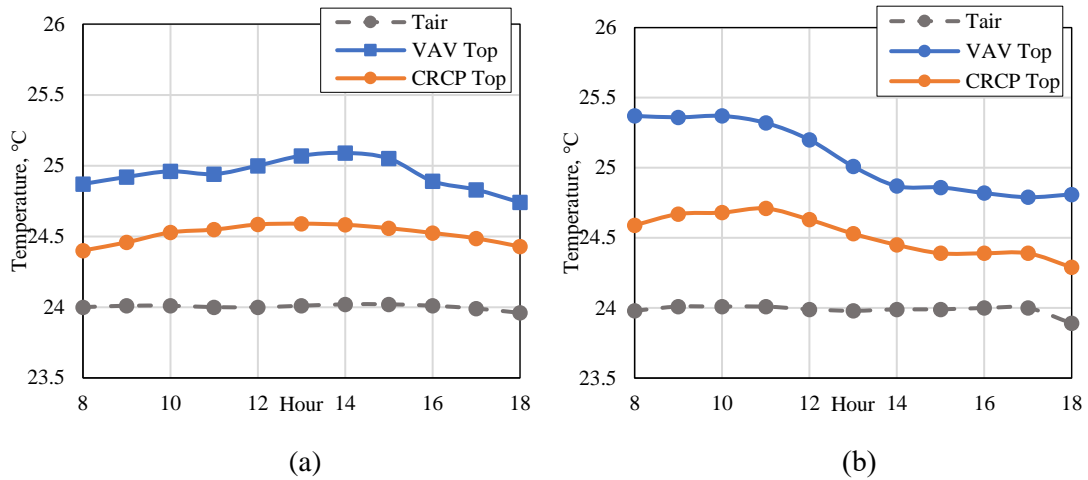 Tair
VAV Top
CRCP Top
26
25.5
25
24.5
24
23.5
Temperature, °C
8
10
12
14
16
18
Hour
(a)
Tair
VAV Top
CRCP Top
26
25.5
25
24.5
24
23.5
Temperature, °C
8
10
12
14
16
18
Hour
(b)